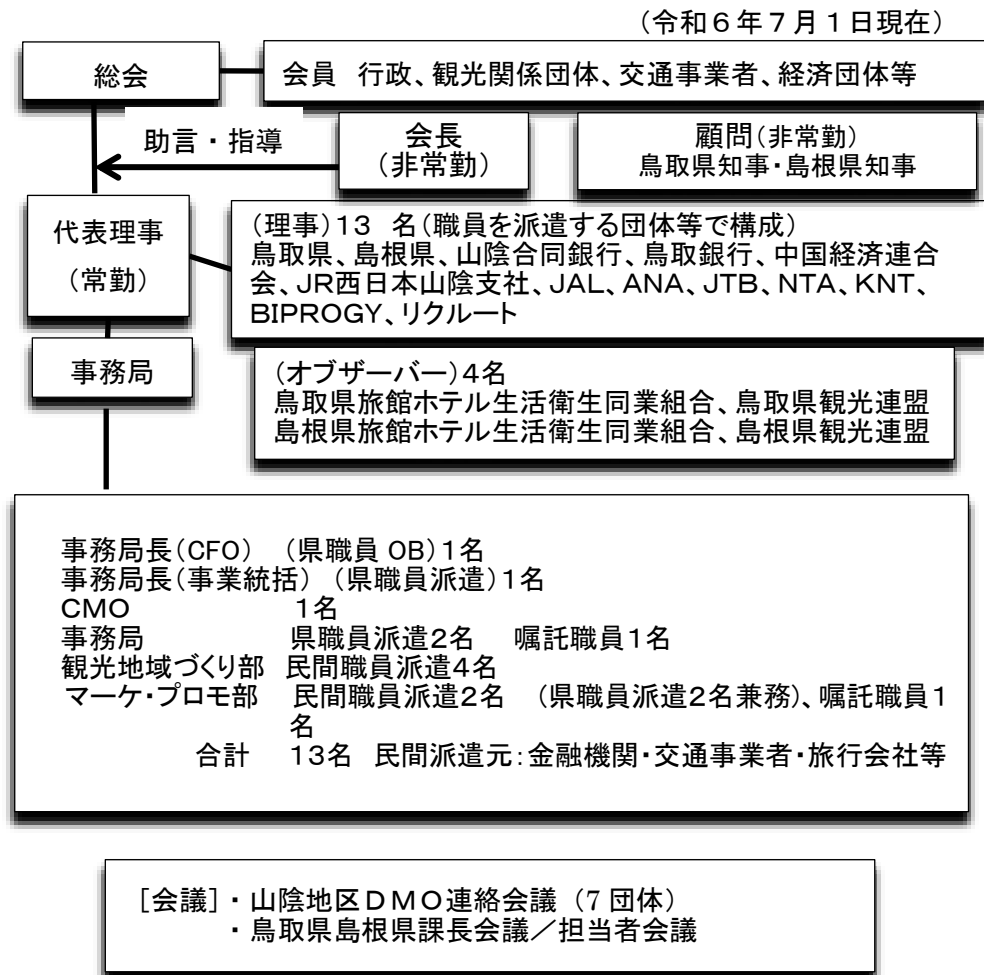 (令和６年７月１日現在)
総会
会員　行政、観光関係団体、交通事業者、経済団体等
助言・指導
会長
(非常勤)
顧問(非常勤)
鳥取県知事・島根県知事
代表理事
(常勤)
(理事)１３　名(職員を派遣する団体等で構成)
鳥取県、島根県、山陰合同銀行、鳥取銀行、中国経済連合
会、JR西日本山陰支社、JAL、ANA、JTB、NTA、KNT、
BIPROGY、リクルート
事務局
(オブザーバー)４名
鳥取県旅館ホテル生活衛生同業組合、鳥取県観光連盟
島根県旅館ホテル生活衛生同業組合、島根県観光連盟
事務局長(CFO)　(県職員 OB)１名
事務局長(事業統括)　(県職員派遣)１名
CMO　　　　　　　１名
事務局　　　　　　県職員派遣２名　　嘱託職員１名
観光地域づくり部　民間職員派遣４名
マーケ・プロモ部　民間職員派遣２名　(県職員派遣２名兼務)、嘱託職員１
名
合計　１３名　民間派遣元：金融機関・交通事業者・旅行会社等
［会議］・山陰地区ＤＭＯ連絡会議（7 団体）
・鳥取県島根県課長会議／担当者会議